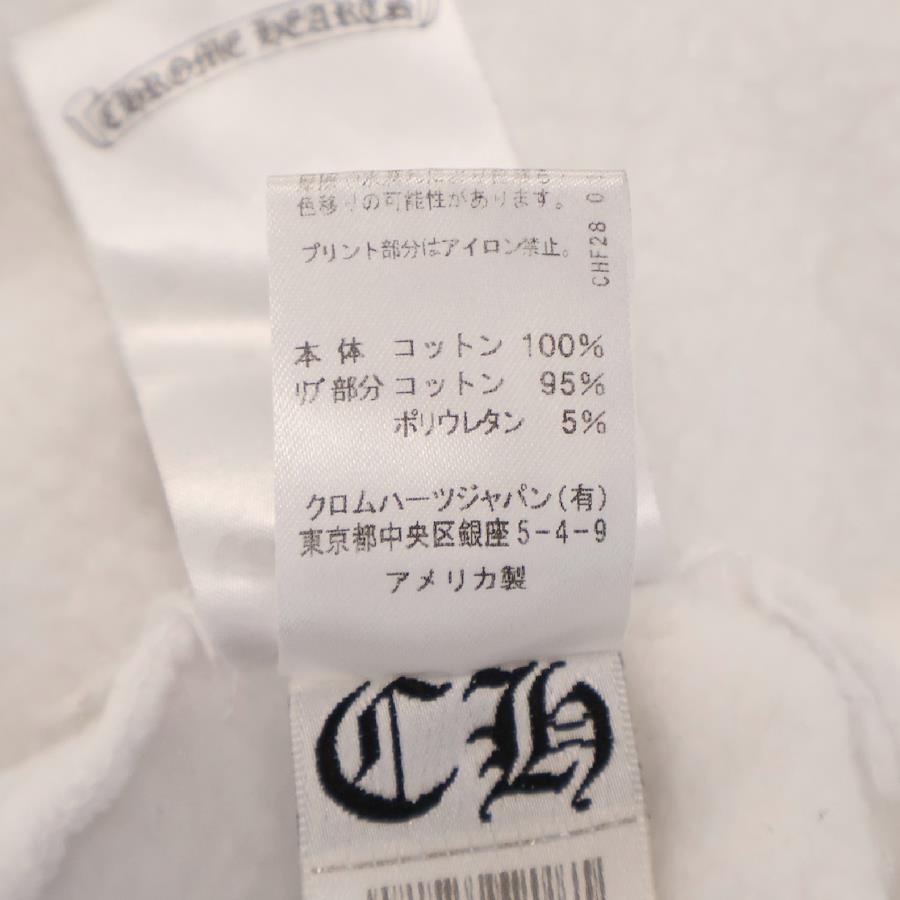 CHROME HEARTS
色移りの可能性があります。
プリント部分はアイロン禁止。
CHF28 0
本体 コットン 100%
リブ部分 コットン 95%
ポリウレタン 5%
クロムハーツジャパン(有)
東京都中央区銀座5-4-9
アメリカ製
CH